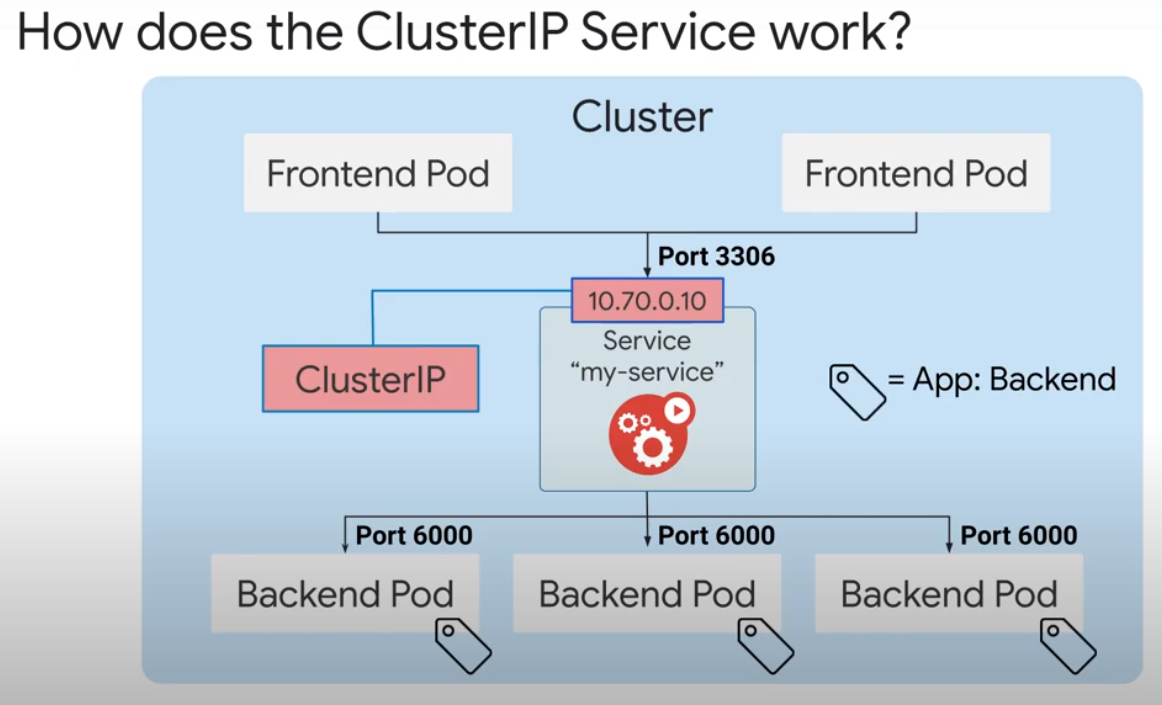 How does the ClusterIP Service work?
Cluster
Frontend Pod
Frontend Pod
Port 3306
10.70.0.10
Service
“my-service”
ClusterIP
= App: Backend
Port 6000
Port 6000
Port 6000
Backend Pod
Backend Pod
Backend Pod